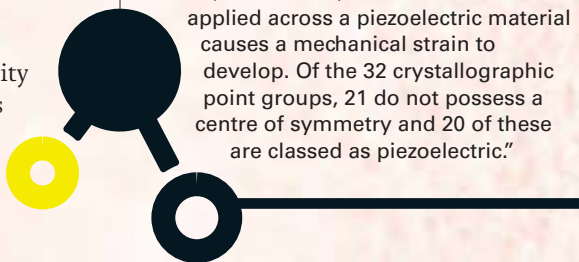 applied across a piezoelectric material
causes a mechanical strain to
develop. Of the 32 crystallographic
point groups, 21 do not possess a
centre of symmetry and 20 of these
are classed as piezoelectric."